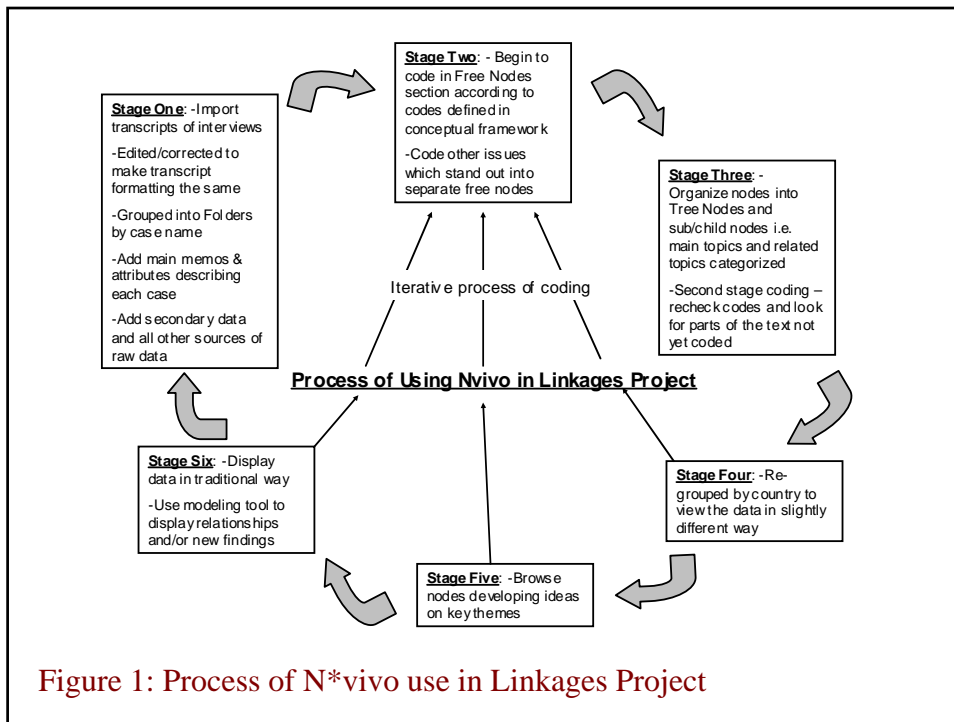 Stage One: -Import
transcripts of interviews
-Edited/corrected to
make transcript
formatting the same
-Grouped into Folders
by case name
-Add main memos &
attributes describing
each case
-Add secondary data
and all other sources of
raw data
Stage Two: - Begin to
code in Free Nodes
section according to
codes defined in
conceptual framework
-Code other issues
which stand out into
separate free nodes
Stage Three: -
Organize nodes into
Tree Nodes and
sub/child nodes i.e.
main topics and related
topics categorized
-Second stage coding –
recheck codes and look
for parts of the text not
yet coded
Iterative process of coding
Process of Using Nvivo in Linkages Project
Stage Four: -Re-
grouped by country to
view the data in slightly
different way
Stage Five: -Browse
nodes developing ideas
on key themes
Stage Six: -Display
data in traditional way
-Use modeling tool to
display relationships
and/or new findings
Figure 1: Process of N*vivo use in Linkages Project